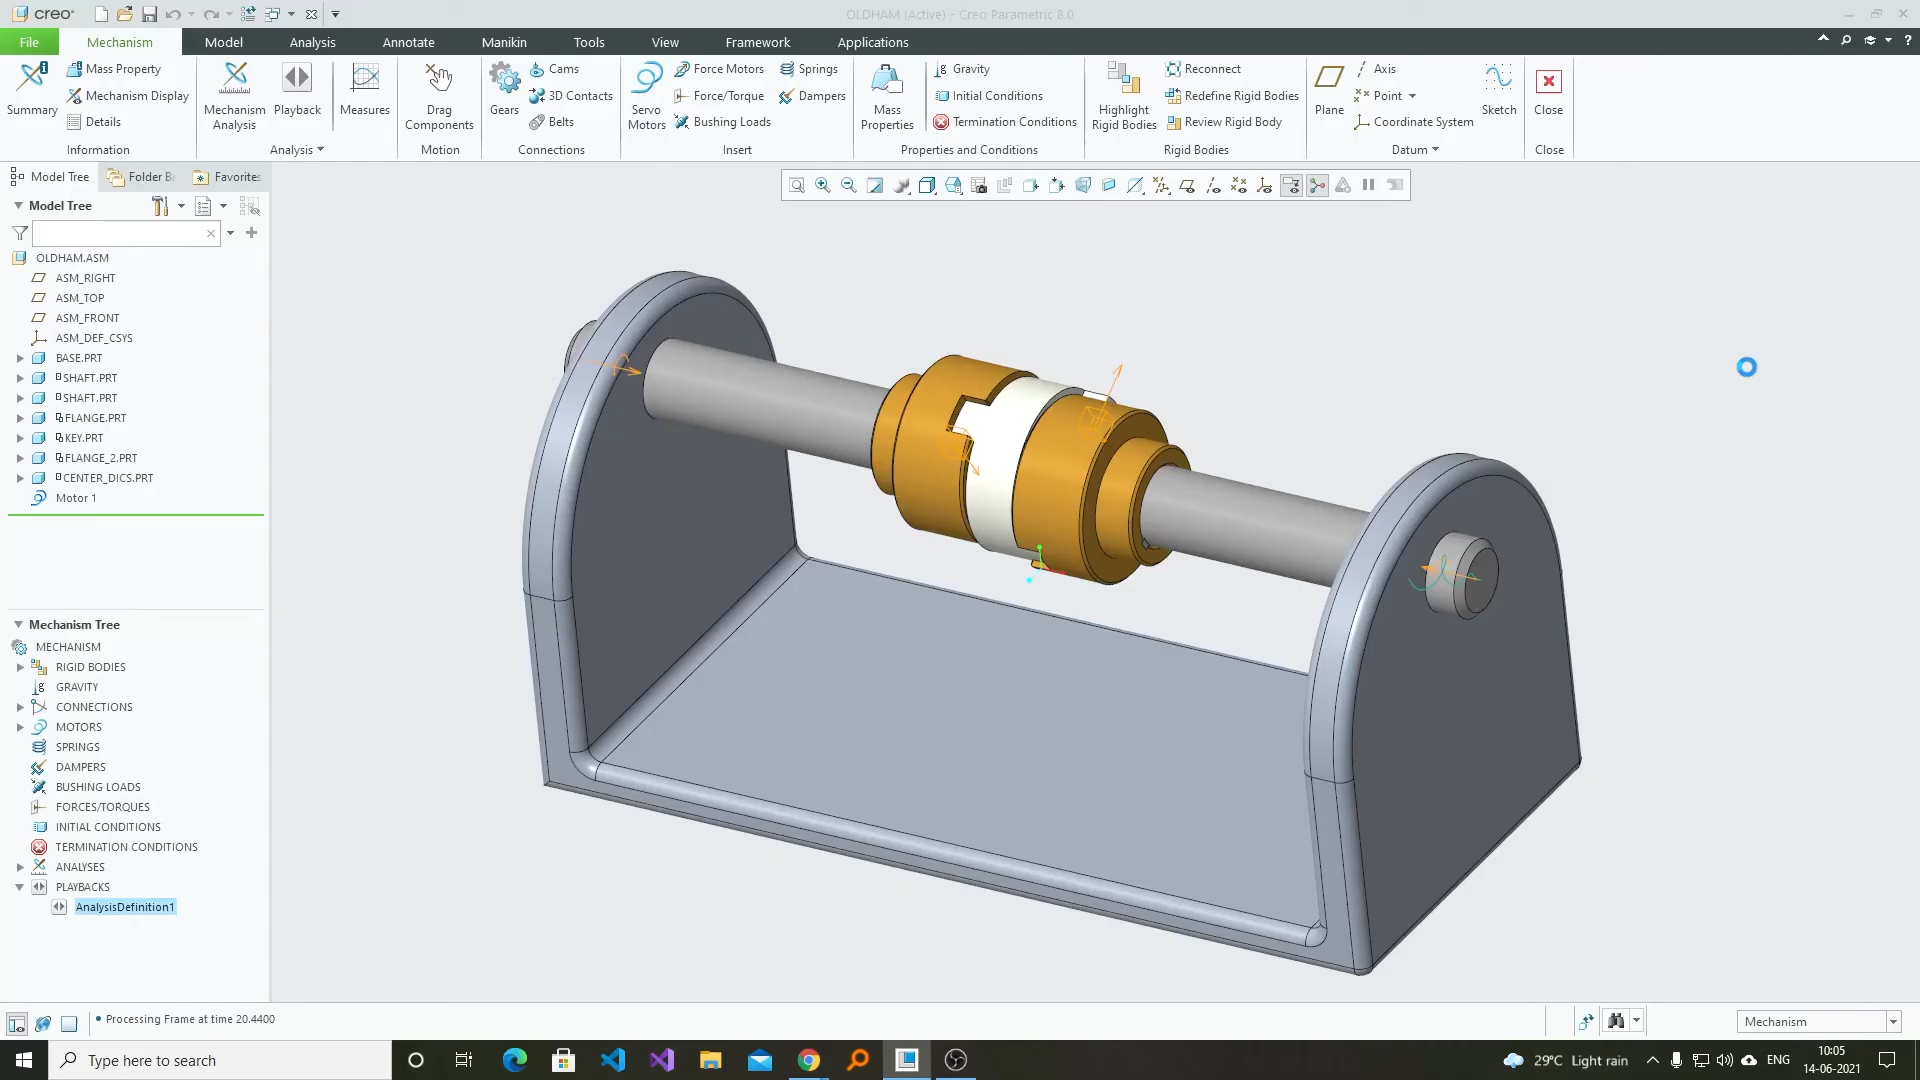 creo
OLDHAM (Active) - Creo Parametric 8.0
File Mechanism Model Analysis Annotate Manikin Tools View Framework Applications
Summary
Mass Property
Mechanism Display
Details
Information
Mechanism
Analysis
Playback
Measures
Analysis
Drag
Components
Motion
Gears
Cams
3D Contacts
Belts
Connections
Servo
Motors
Force Motors
Force/Torque
Bushing Loads
Springs
Dampers
Insert
Mass
Properties
Gravity
Initial Conditions
Termination Conditions
Properties and Conditions
Highlight
Rigid Bodies
Reconnect
Redefine Rigid Bodies
Review Rigid Body
Rigid Bodies
Plane
Axis
Point
Coordinate System
Sketch
Datum
Close
Close
Model Tree
Folder B
Favorites
Model Tree
OLDHAM.ASM
ASM_RIGHT
ASM_TOP
ASM_FRONT
ASM_DEF_CSYS
BASE.PRT
SHAFT.PRT
SHAFT.PRT
FLANGE.PRT
KEY.PRT
FLANGE_2.PRT
CENTER_DICS.PRT
Motor 1
Mechanism Tree
MECHANISM
RIGID BODIES
GRAVITY
CONNECTIONS
MOTORS
SPRINGS
DAMPERS
BUSHING LOADS
FORCES/TORQUES
INITIAL CONDITIONS
TERMINATION CONDITIONS
ANALYSES
PLAYBACKS
AnalysisDefinition1
• Processing Frame at time 20.4400
Mechanism
Type here to search
29°C Light rain
ENG
10:05
14-06-2021